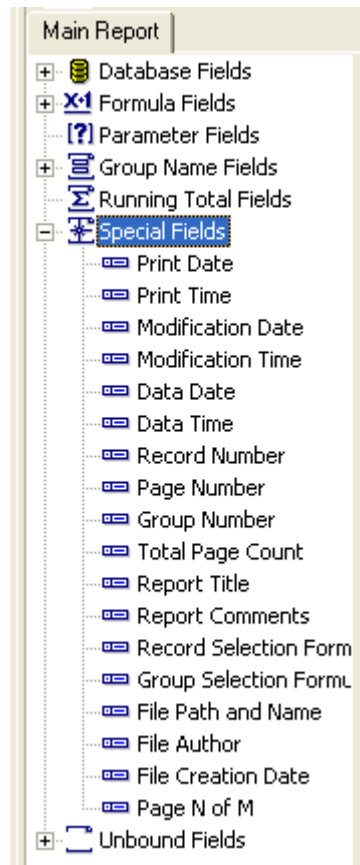 Main Report
Database Fields
X+1 Formula Fields
[?] Parameter Fields
Group Name Fields
Σ Running Total Fields
Special Fields
Print Date
Print Time
Modification Date
Modification Time
Data Date
Data Time
Record Number
Page Number
Group Number
Total Page Count
Report Title
Report Comments
Record Selection Form
Group Selection Formu
File Path and Name
File Author
File Creation Date
Page N of M
Unbound Fields